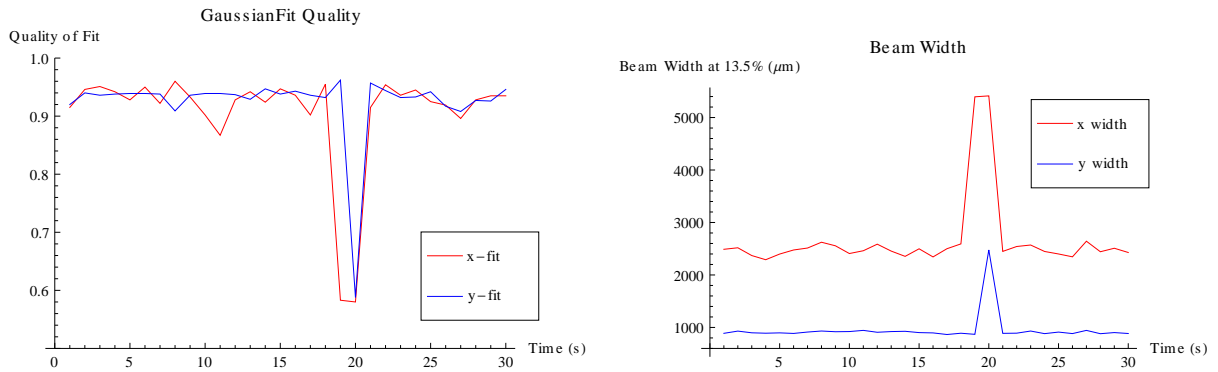 GaussianFit Quality
Quality of Fit
1.0
0.9
0.8
0.7
0.6
0
5
10
15
20
25
30
Time (s)
x-fit
y-fit
Beam Width
Beam Width at 13.5% (μm)
5000
4000
3000
2000
1000
0
5
10
15
20
25
30
Time (s)
x width
y width